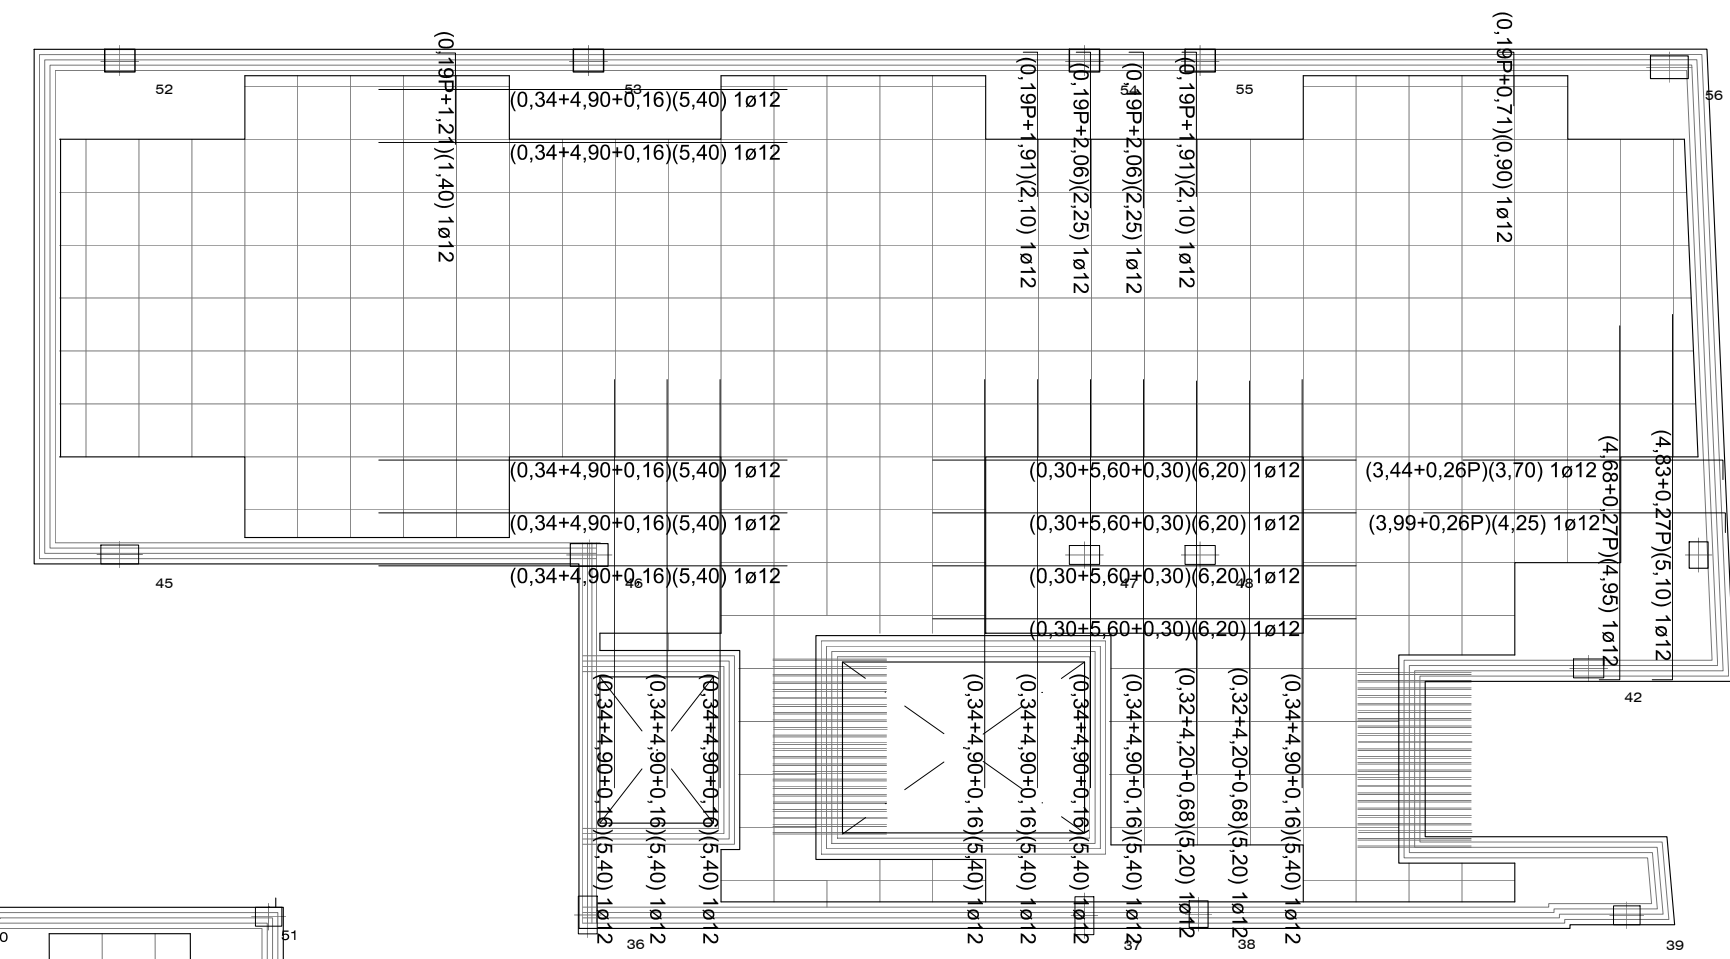 52
53
54
55
56
(0,19P+1,21)(1,40) 1ø12
(0,34+4,90+0,16)(5,40) 1ø12
(0,34+4,90+0,16)(5,40) 1ø12
(0,19P+1,91)(2,10) 1ø12
(0,19P+2,06)(2,25) 1ø12
(0,19P+2,06)(2,25) 1ø12
(0,19P+1,91)(2,10) 1ø12
(0,19P+0,71)(0,90) 1ø12
(0,34+4,90+0,16)(5,40) 1ø12
(0,30+5,60+0,30)(6,20) 1ø12
(3,44+0,26P)(3,70) 1ø12
(0,34+4,90+0,16)(5,40) 1ø12
(0,30+5,60+0,30)(6,20) 1ø12
(3,99+0,26P)(4,25) 1ø12
(0,34+4,90+0,16)(5,40) 1ø12
(0,30+5,60+0,30)(6,20) 1ø12
(0,30+5,60+0,30)(6,20) 1ø12
(4,68+0,27P)(4,95) 1ø12
(4,83+0,27P)(5,10) 1ø12
45
46
47
48
42
(0,34+4,90+0,16)(5,40) 1ø12
(0,34+4,90+0,16)(5,40) 1ø12
(0,34+4,90+0,16)(5,40) 1ø12
(0,34+4,90+0,16)(5,40) 1ø12
(0,34+4,90+0,16)(5,40) 1ø12
(0,34+4,90+0,16)(5,40) 1ø12
(0,34+4,90+0,16)(5,40) 1ø12
(0,32+4,20+0,68)(5,20) 1ø12
(0,32+4,20+0,68)(5,20) 1ø12
(0,34+4,90+0,16)(5,40) 1ø12
0
51
36
37
38
39